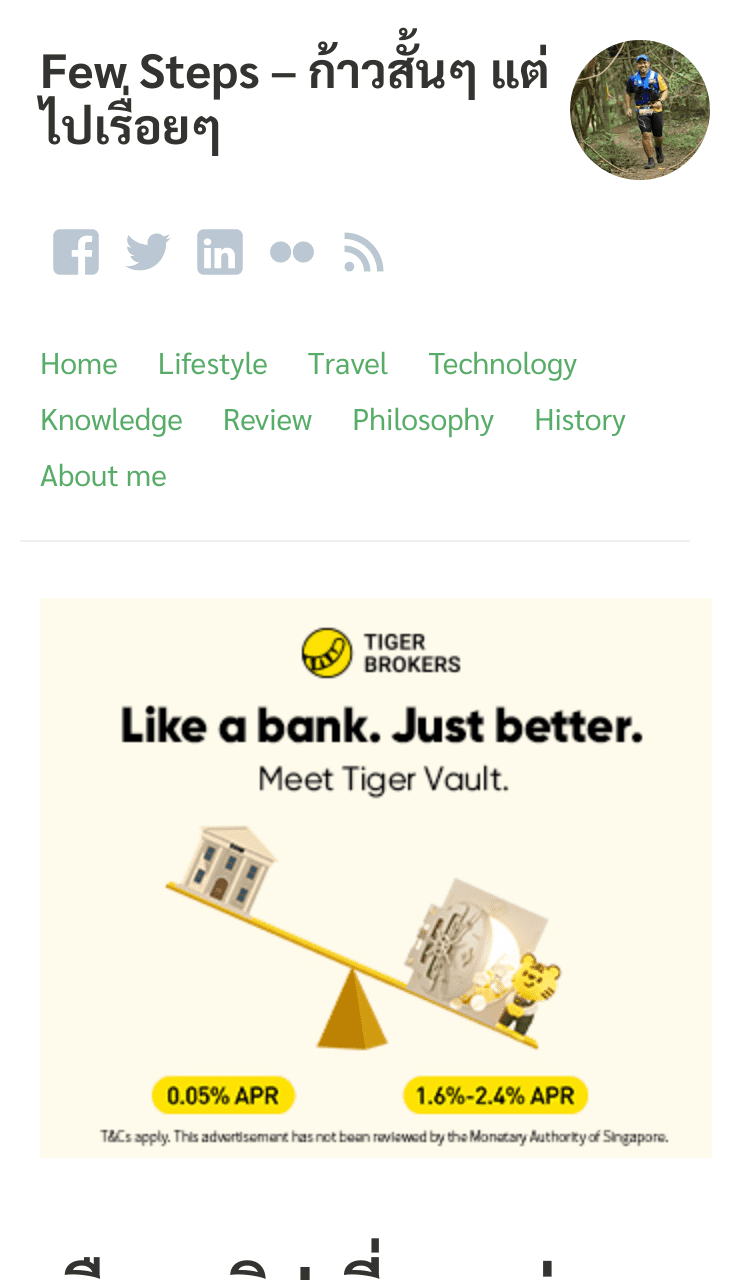 Few Steps – ก้าวสั้นๆ แต่
ไปเรื่อยๆ
Home Lifestyle Travel Technology
Knowledge Review Philosophy History
About me
TIGER
BROKERS
Like a bank. Just better.
Meet Tiger Vault.
0.05% APR 1.6%-2.4% APR
T&Cs apply. This advertisement has not been reviewed by the Monetary Authority of Singapore.